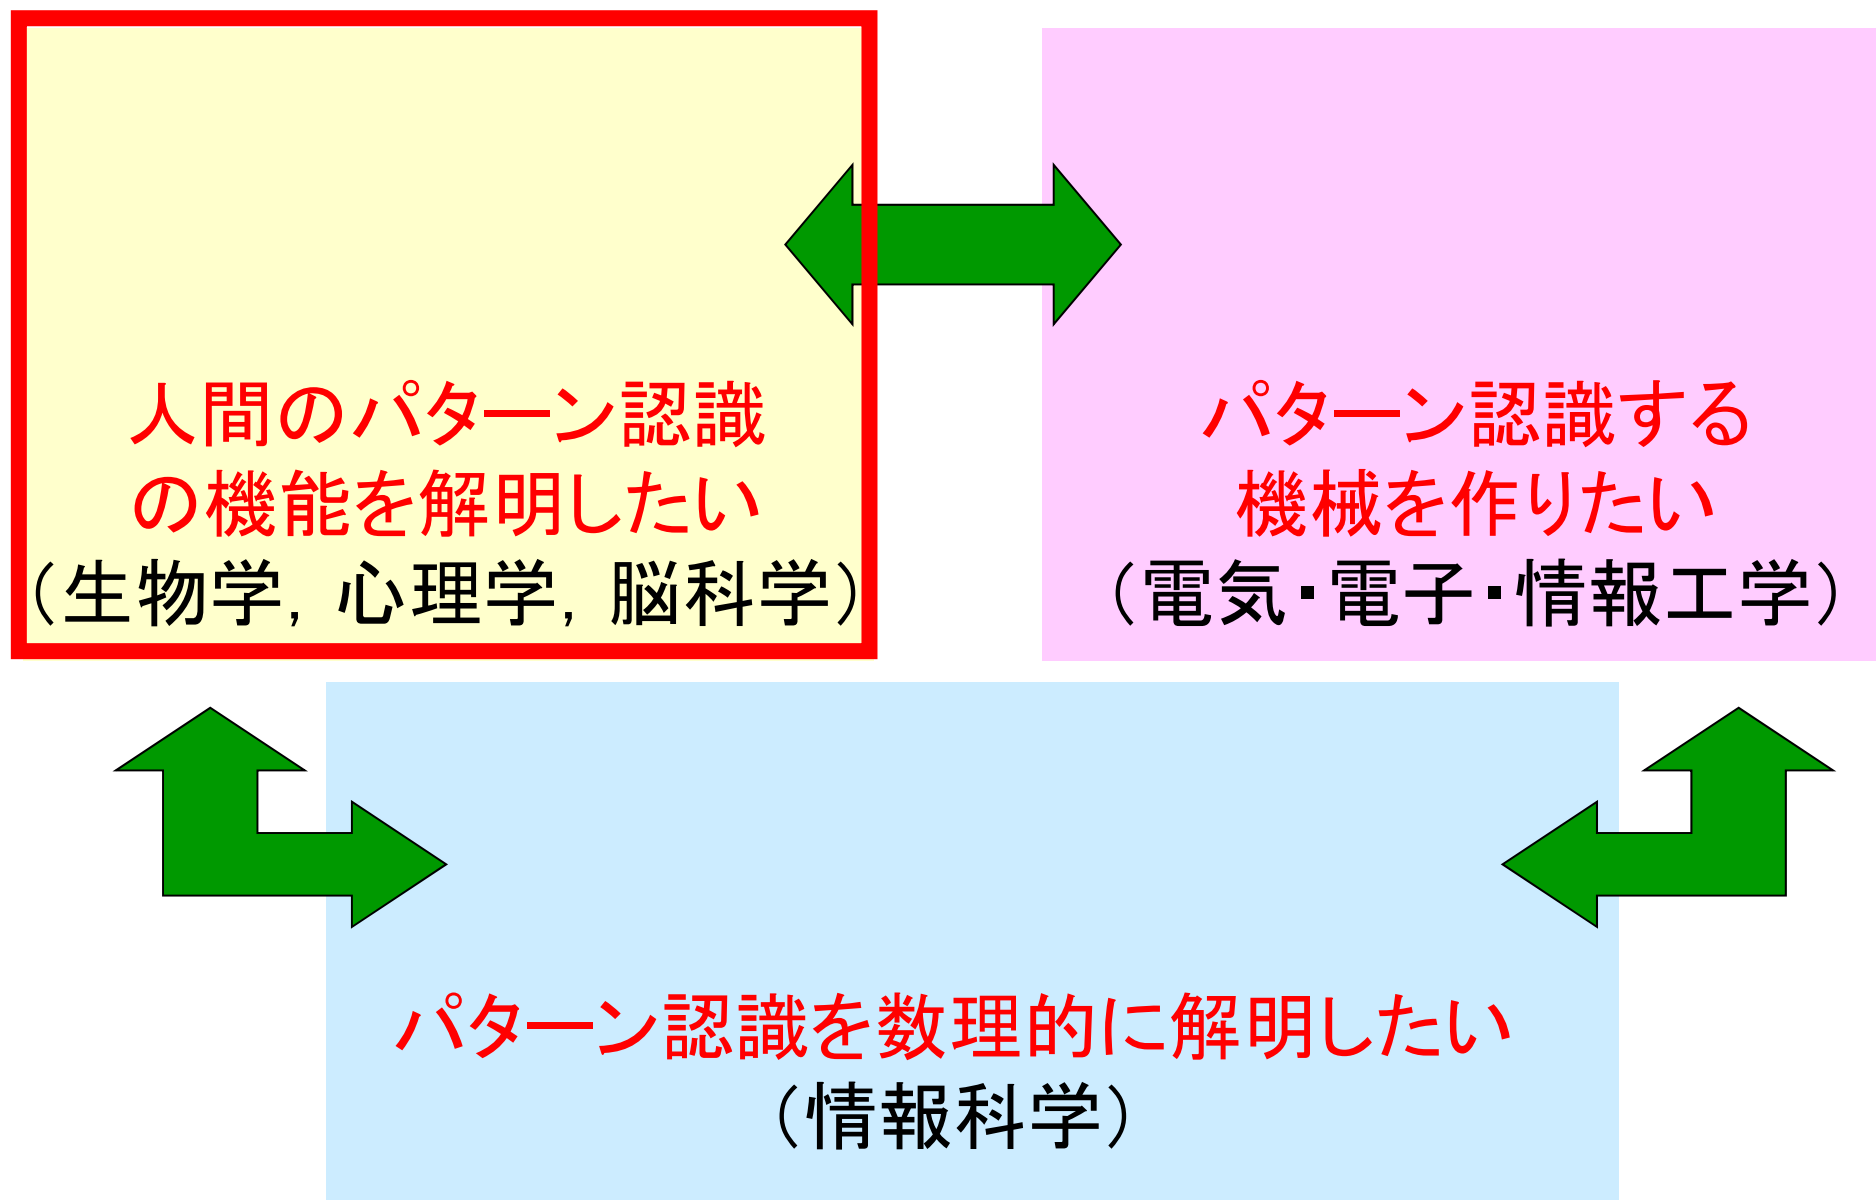 人間のパターン認識
の機能を解明したい
（生物学，心理学，脳科学）
パターン認識する
機械を作りたい
（電気・電子・情報工学）
パターン認識を数理的に解明したい
（情報科学）